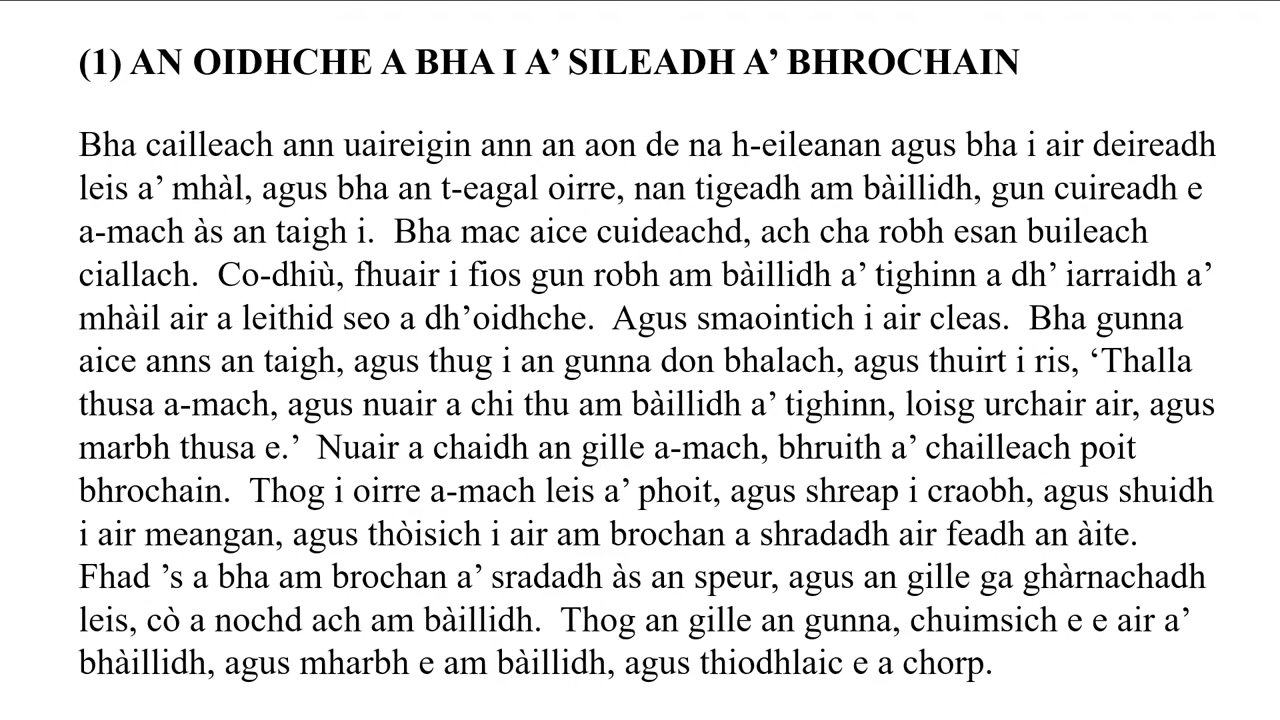 (1) AN OIDHCHE A BHA I A’ SILEADH A’ BHROCHAIN
Bha cailleach ann uaireigin ann an aon de na h-eileanan agus bha i air deireadh
leis a’ mhàl, agus bha an t-eagal oirre, nan tigeadh am bàillidh, gun cuireadh e
a-mach às an taigh i.  Bha mac aice cuideachd, ach cha robh esan buileach
ciallach.  Co-dhiù, fhuair i fios gun robh am bàillidh a’ tighinn a dh’ iarraidh a’
mhàil air a leithid seo a dh’oidhche.  Agus smaointich i air cleas.  Bha gunna
aice anns an taigh, agus thug i an gunna don bhalach, agus thuirt i ris, ‘Thalla
thusa a-mach, agus nuair a chi thu am bàillidh a’ tighinn, loisg urchair air, agus
marbh thusa e.’  Nuair a chaidh an gille a-mach, bhruith a’ chailleach poit
bhrochain.  Thog i oirre a-mach leis a’ phoit, agus shreap i craobh, agus shuidh
i air meangan, agus thòisich i air am brochan a shradadh air feadh an àite.
Fhad ’s a bha am brochan a’ sradadh às an speur, agus an gille ga ghàrnachadh
leis, cò a nochd ach am bàillidh.  Thog an gille an gunna, chuimsich e e air a’
bhàillidh, agus mharbh e am bàillidh, agus thiodhlaic e a chorp.